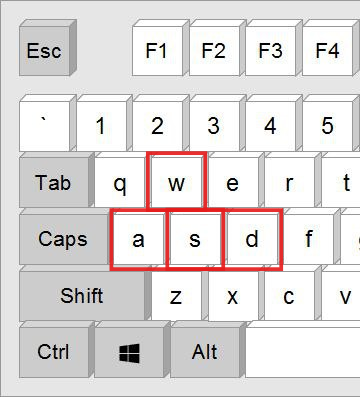 Esc F1 F2 F3 F4
` 1 2 3 4 5
Tab q w e r t
Caps a s d f
Shift z x c v
Ctrl Alt